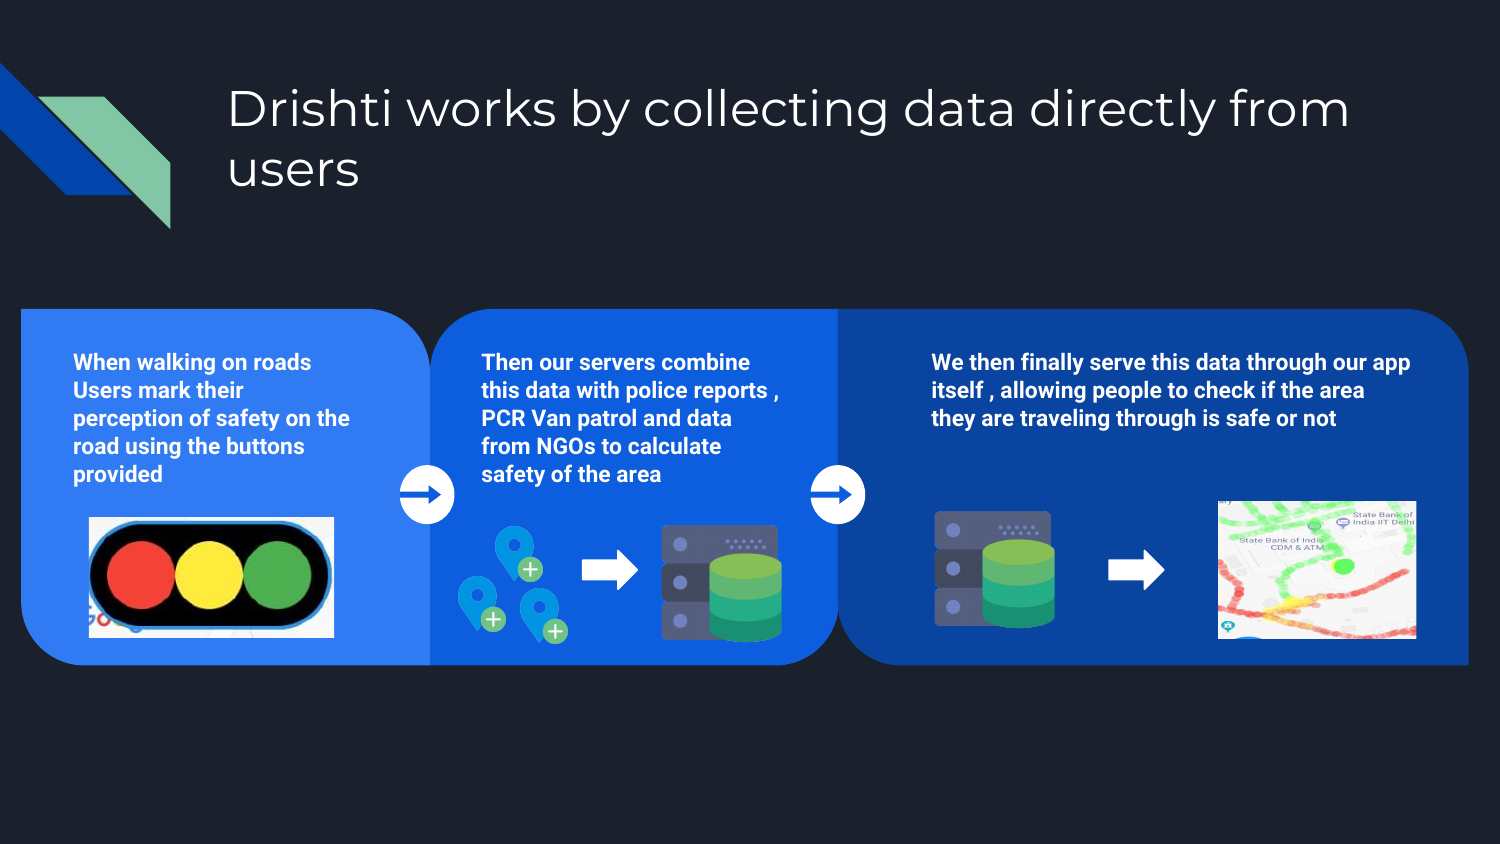 Drishti works by collecting data directly from
users
When walking on roads
Users mark their
perception of safety on the
road using the buttons
provided
Then our servers combine
this data with police reports ,
PCR Van patrol and data
from NGOs to calculate
safety of the area
We then finally serve this data through our app
itself , allowing people to check if the area
they are traveling through is safe or not
State Bank of
India IIT Delhi
State Bank of India
CDM & ATM